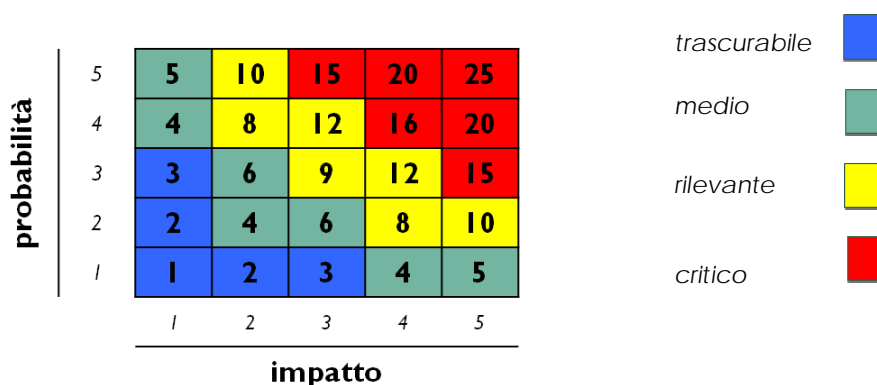 trascurabile
5 5 10 15 20 25
medio
4 4 8 12 16 20
3 3 6 9 12 15
rilevante
probabilità
2 2 4 6 8 10
1 1 2 3 4 5
critico
1 2 3 4 5
impatto